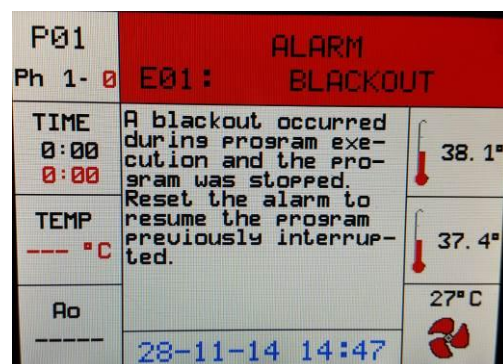 P01
Ph 1- 0
ALARM
E01: BLACKOUT
TIME
0:00
0:00
TEMP
--- °C
Ao
-----
A blackout occurred
during program exe-
cution and the pro-
gram was stopped.
Reset the alarm to
resume the program
previously interrup-
ted.
28-11-14 14:47
38.1°
37.4°
27°C